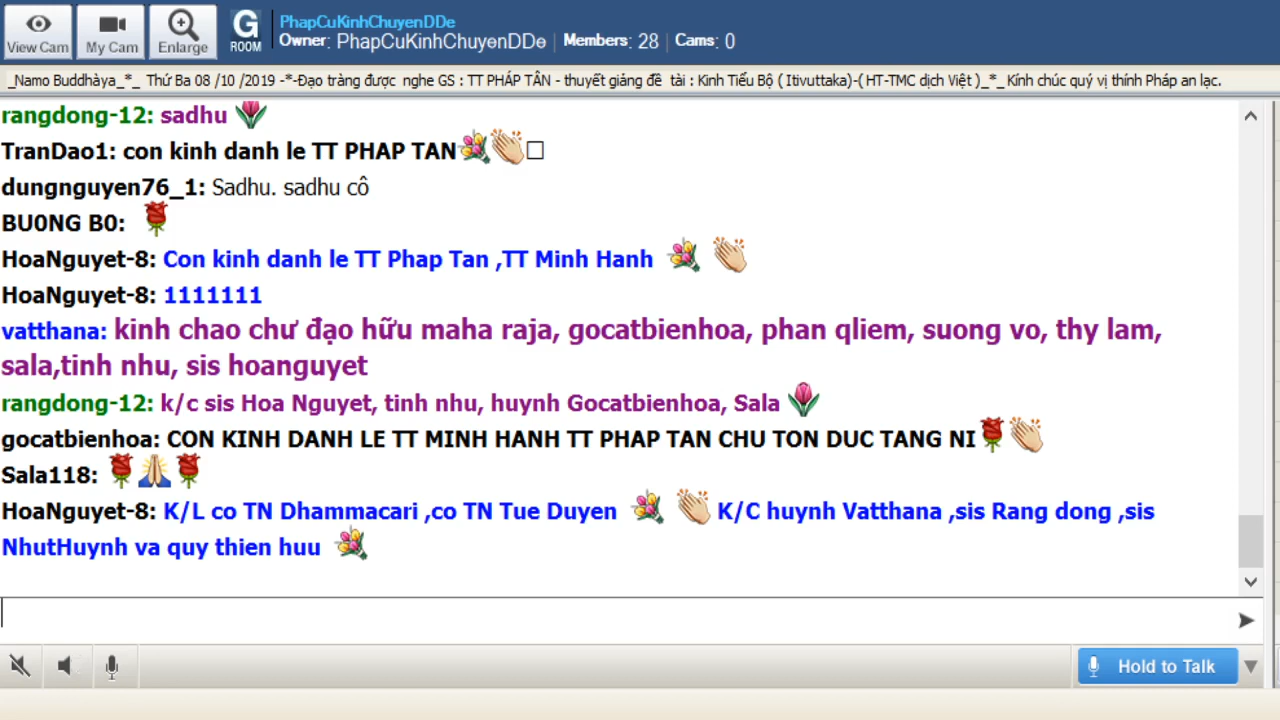 View Cam
My Cam
Enlarge
G
ROOM
PhapCuKinhChuyenDDe
Owner: PhapCuKinhChuyenDDe | Members: 28 | Cams: 0
_Namo Buddhàya_*_ Thứ Ba 08 /10 /2019 -*-Đạo tràng được nghe GS : TT PHÁP TÂN - thuyết giảng đề tài : Kinh Tiểu Bộ ( Itivuttaka)-( HT-TMC dịch Việt )_*_Kính chúc quý vị thính Pháp an lạc.
rangdong-12: sadhu 🌷
TranDao1: con kinh danh le TT PHAP TAN💐👏🏻□
dungnguyen76_1: Sadhu. sadhu cô
BU0NG B0: 🌹
HoaNguyet-8: Con kinh danh le TT Phap Tan ,TT Minh Hanh 💐 👏🏻
HoaNguyet-8: 1111111
vatthana: kinh chao chư đạo hữu maha raja, gocatbienhoa, phan qliem, suong vo, thy lam,
sala,tinh nhu, sis hoanguyet
rangdong-12: k/c sis Hoa Nguyet, tinh nhu, huynh Gocatbienhoa, Sala 🌷
gocatbienhoa: CON KINH DANH LE TT MINH HANH TT PHAP TAN CHU TON DUC TANG NI🌹👏🏻
Sala118: 🌹🙏🏻🌹
HoaNguyet-8: K/L co TN Dhammacari ,co TN Tue Duyen 💐 👏🏻 K/C huynh Vatthana ,sis Rang dong ,sis
NhutHuynh va quy thien huu 💐
Hold to Talk